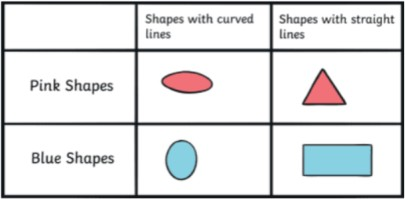 Shapes with curved
lines
Shapes with straight
lines
Pink Shapes
Blue Shapes